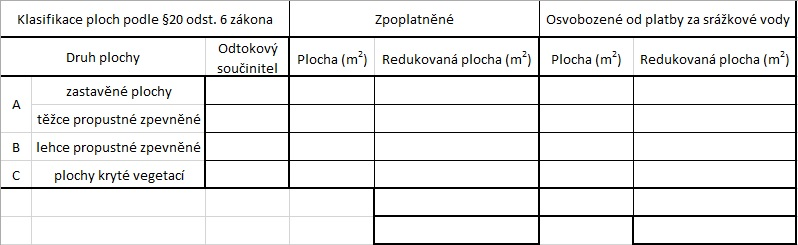 Klasifikace ploch podle §20 odst. 6 zákona
Zpoplatněné
Osvobozené od platby za srážkové vody
Druh plochy
Odtokový
součinitel
Plocha (m²)
Redukovaná plocha (m²)
Plocha (m²)
Redukovaná plocha (m²)
A
zastavěné plochy
těžce propustné zpevněné
B
lehce propustné zpevněné
C
plochy kryté vegetací